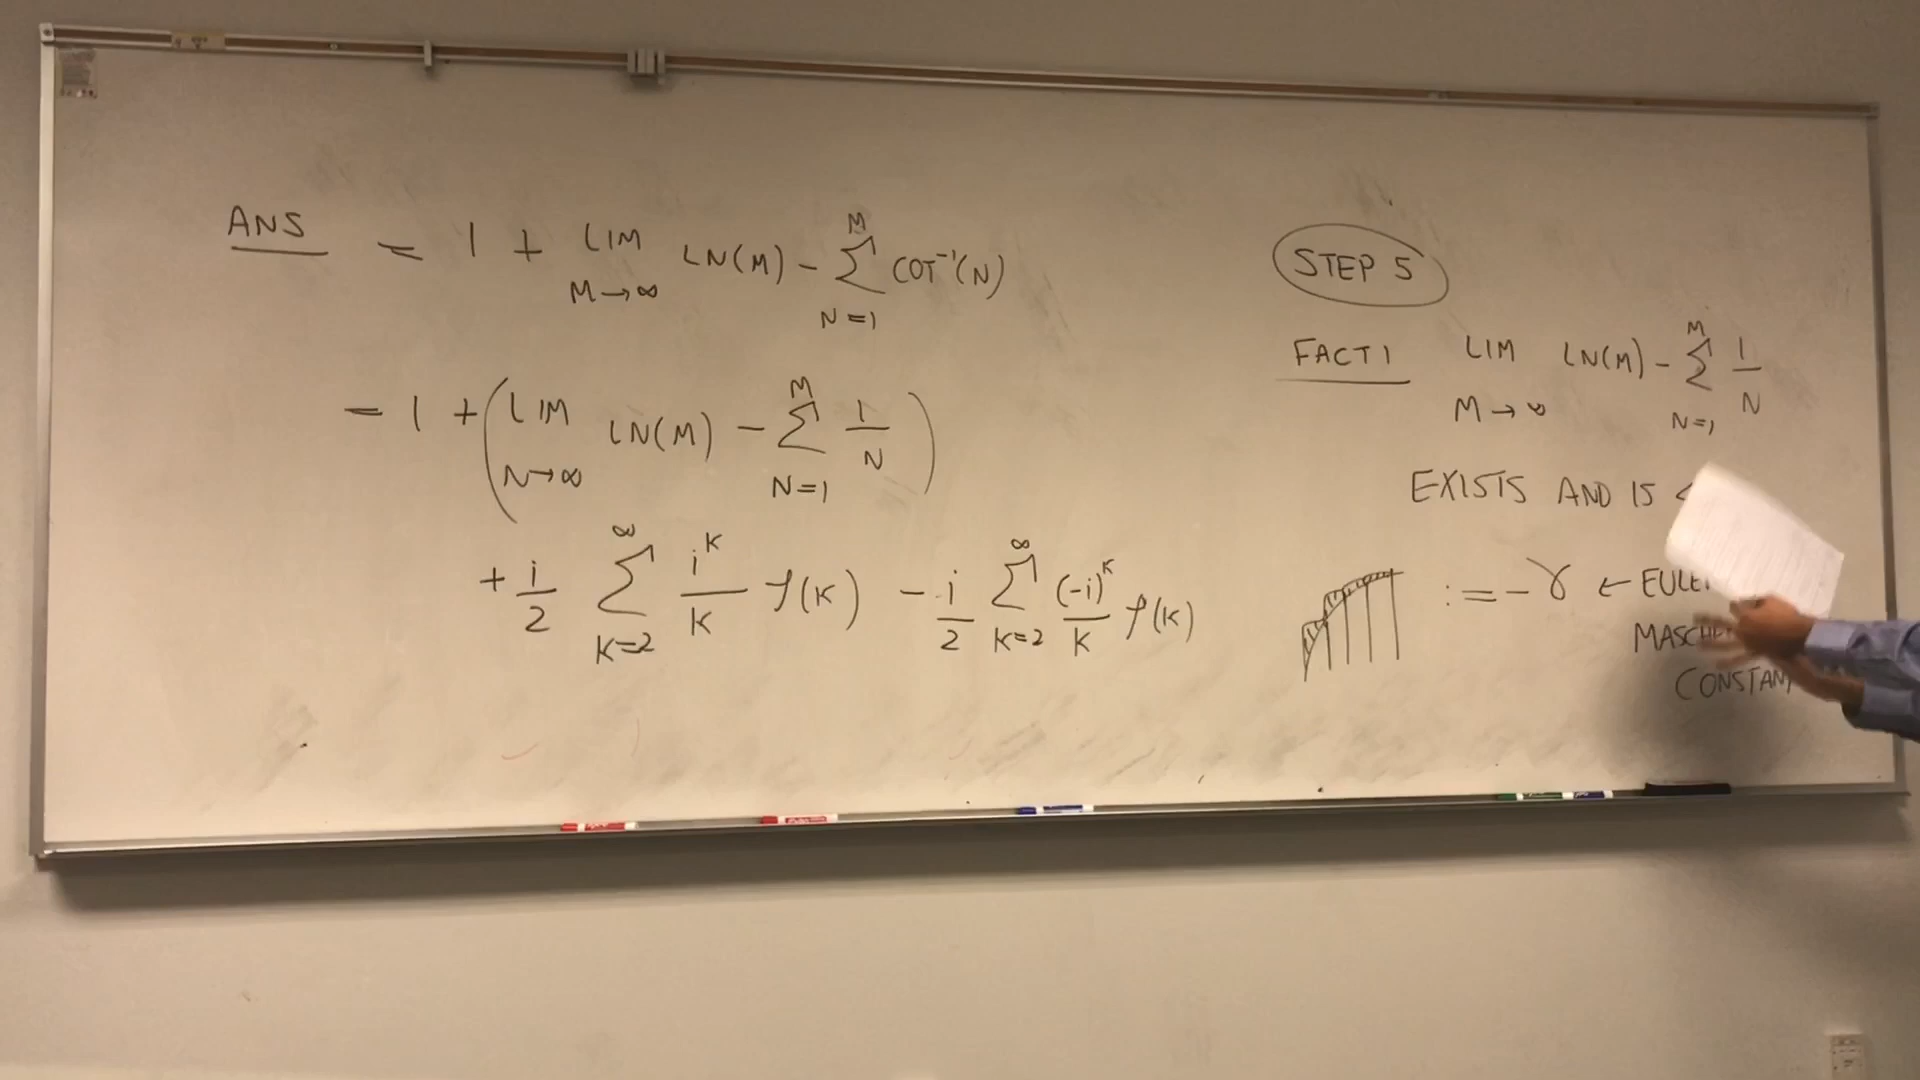 ANS = 1 + LIM M→∞ LN(M) - M Σ N=1 COT⁻¹(N)
= 1 + (LIM N→∞ LN(M) - M Σ N=1 1/N)
+ i/2 ∞ Σ K=2 i^K/K ζ(K) - i/2 ∞ Σ K=2 (-i)^K/K ζ(K)
STEP 5
FACT 1 LIM M→∞ LN(M) - M Σ N=1 1/N
EXISTS AND IS <
:= -γ ← EULE
MASCHE
CONSTAN